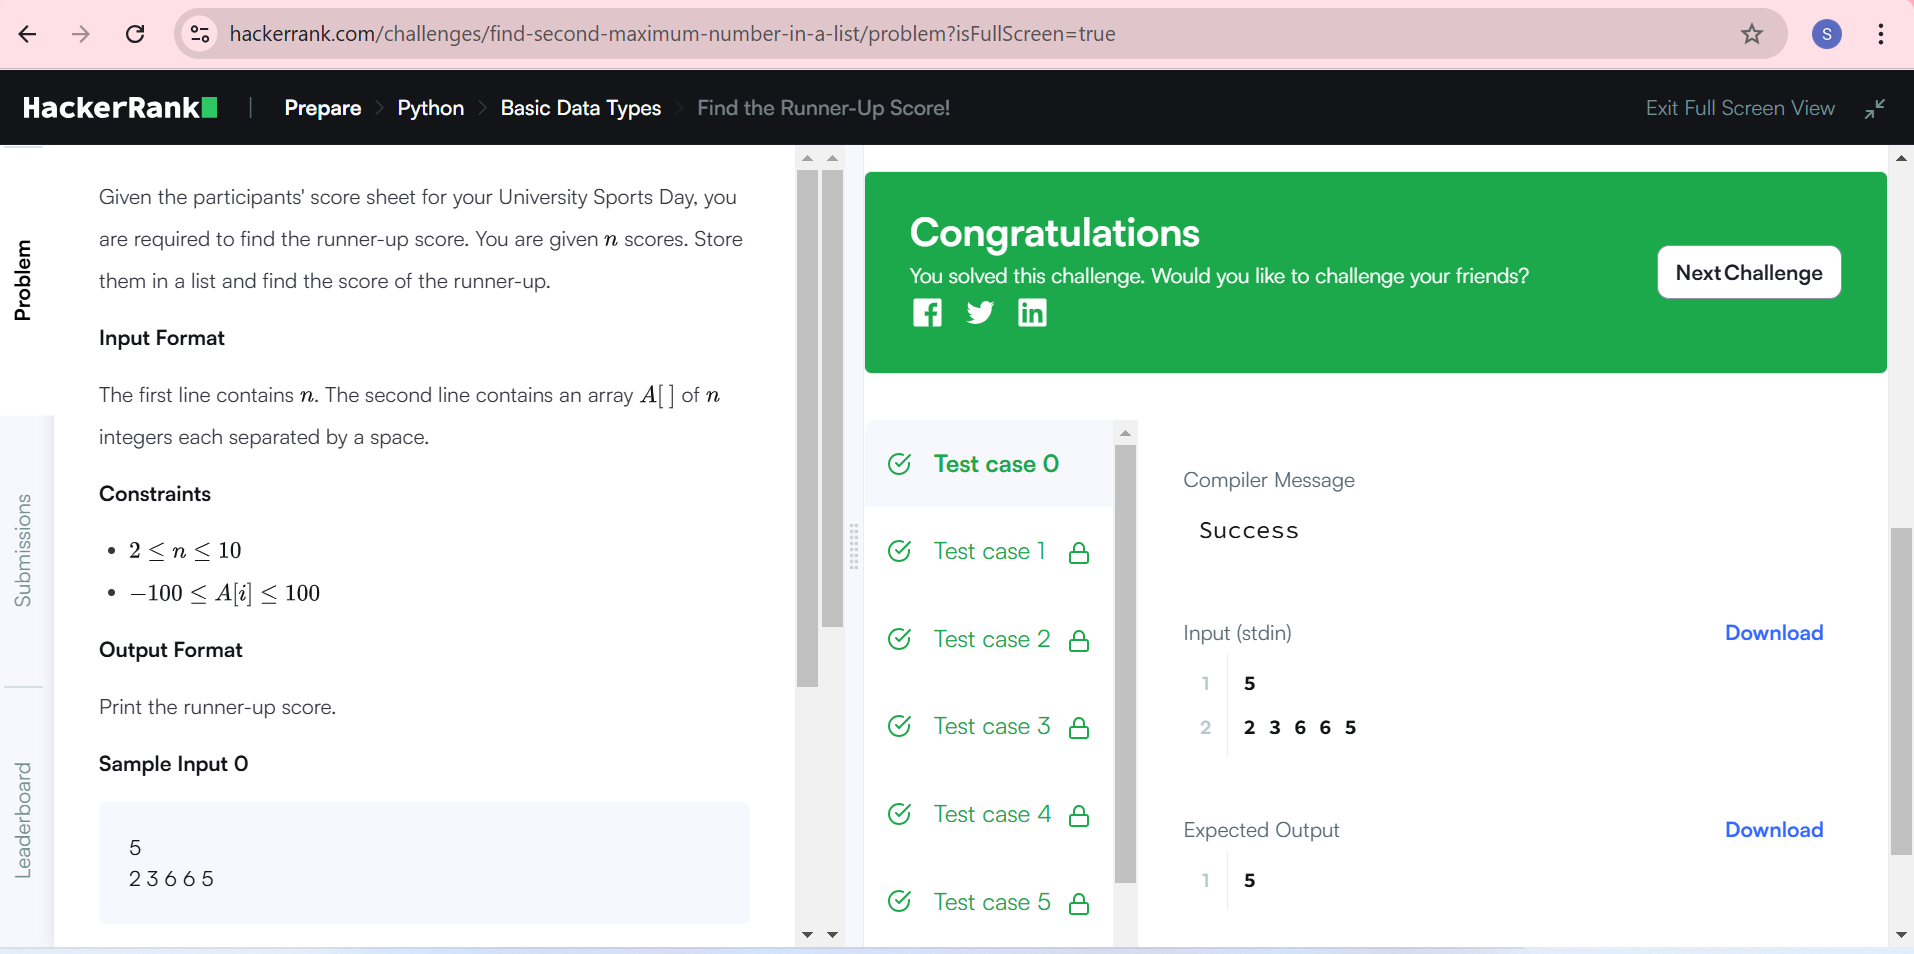 hackerrank.com/challenges/find-second-maximum-number-in-a-list/problem?isFullScreen=true
S
HackerRank
Prepare
Python
Basic Data Types
Find the Runner-Up Score!
Exit Full Screen View
Problem
Submissions
Leaderboard
Given the participants' score sheet for your University Sports Day, you
are required to find the runner-up score. You are given n scores. Store
them in a list and find the score of the runner-up.
Input Format
The first line contains n. The second line contains an array A[] of n
integers each separated by a space.
Constraints
• 2 ≤ n ≤ 10
• −100 ≤ A[i] ≤ 100
Output Format
Print the runner-up score.
Sample Input 0
5
2 3 6 6 5
Congratulations
You solved this challenge. Would you like to challenge your friends?
Next Challenge
Test case 0
Test case 1
Test case 2
Test case 3
Test case 4
Test case 5
Compiler Message
Success
Input (stdin)
Download
1 5
2 2 3 6 6 5
Expected Output
Download
1 5